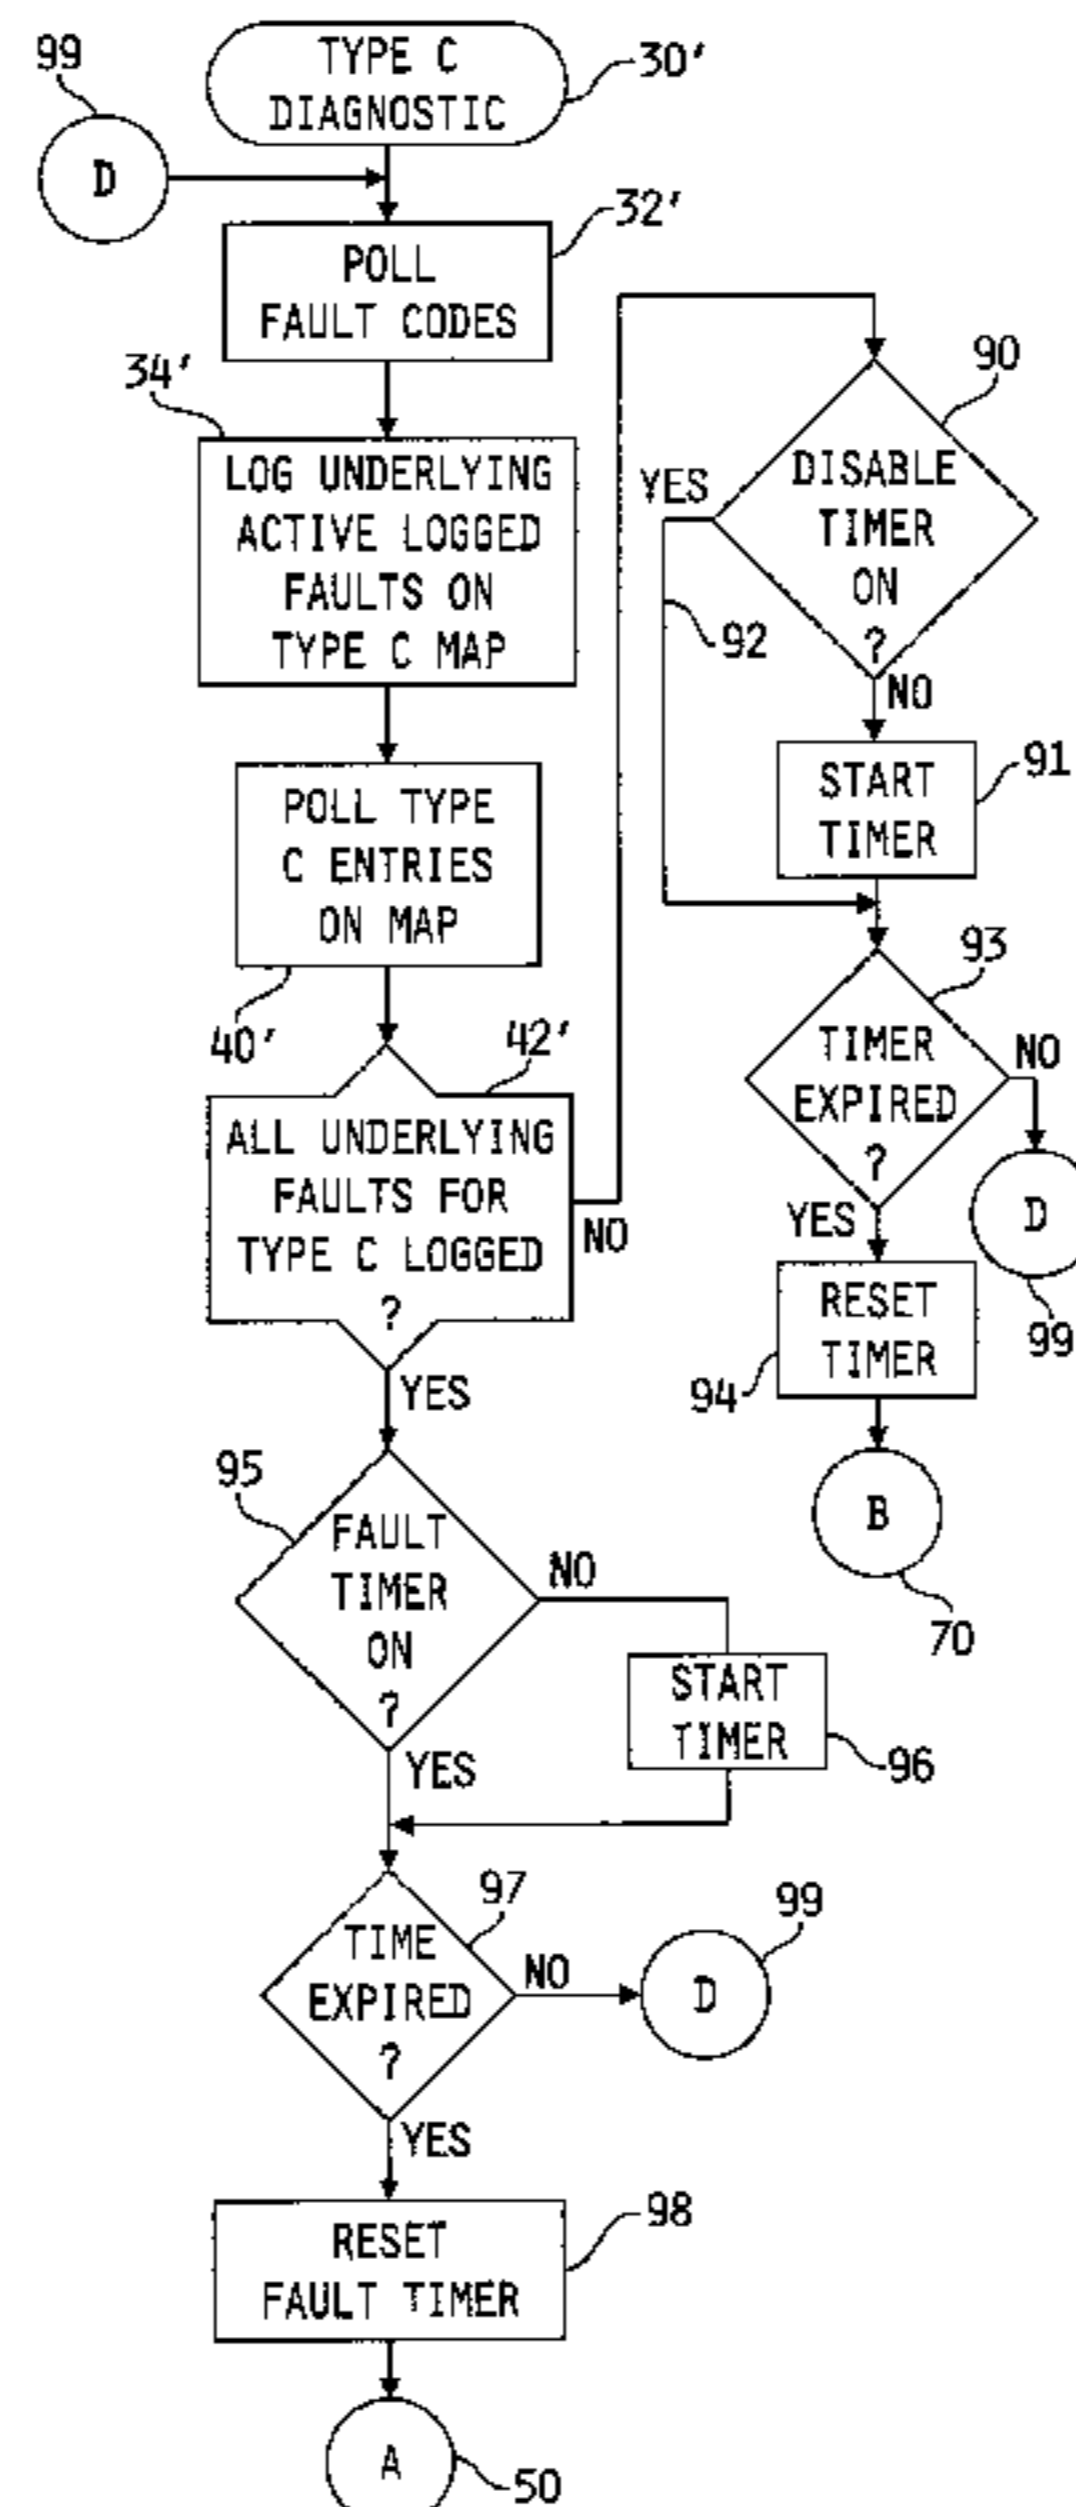 99
TYPE C
DIAGNOSTIC
30'
D
32'
POLL
FAULT CODES
34'
LOG UNDERLYING
ACTIVE LOGGED
FAULTS ON
TYPE C MAP
POLL TYPE
C ENTRIES
ON MAP
40'
42'
ALL UNDERLYING
FAULTS FOR
TYPE C LOGGED
?
NO
YES
90
DISABLE
TIMER
ON
?
YES
92
NO
START
TIMER
91
93
TIMER
EXPIRED
?
NO
D
99
YES
RESET
TIMER
94
B
70
95
FAULT
TIMER
ON
?
NO
START
TIMER
96
YES
97
TIME
EXPIRED
?
NO
D
99
YES
RESET
FAULT TIMER
98
A
50